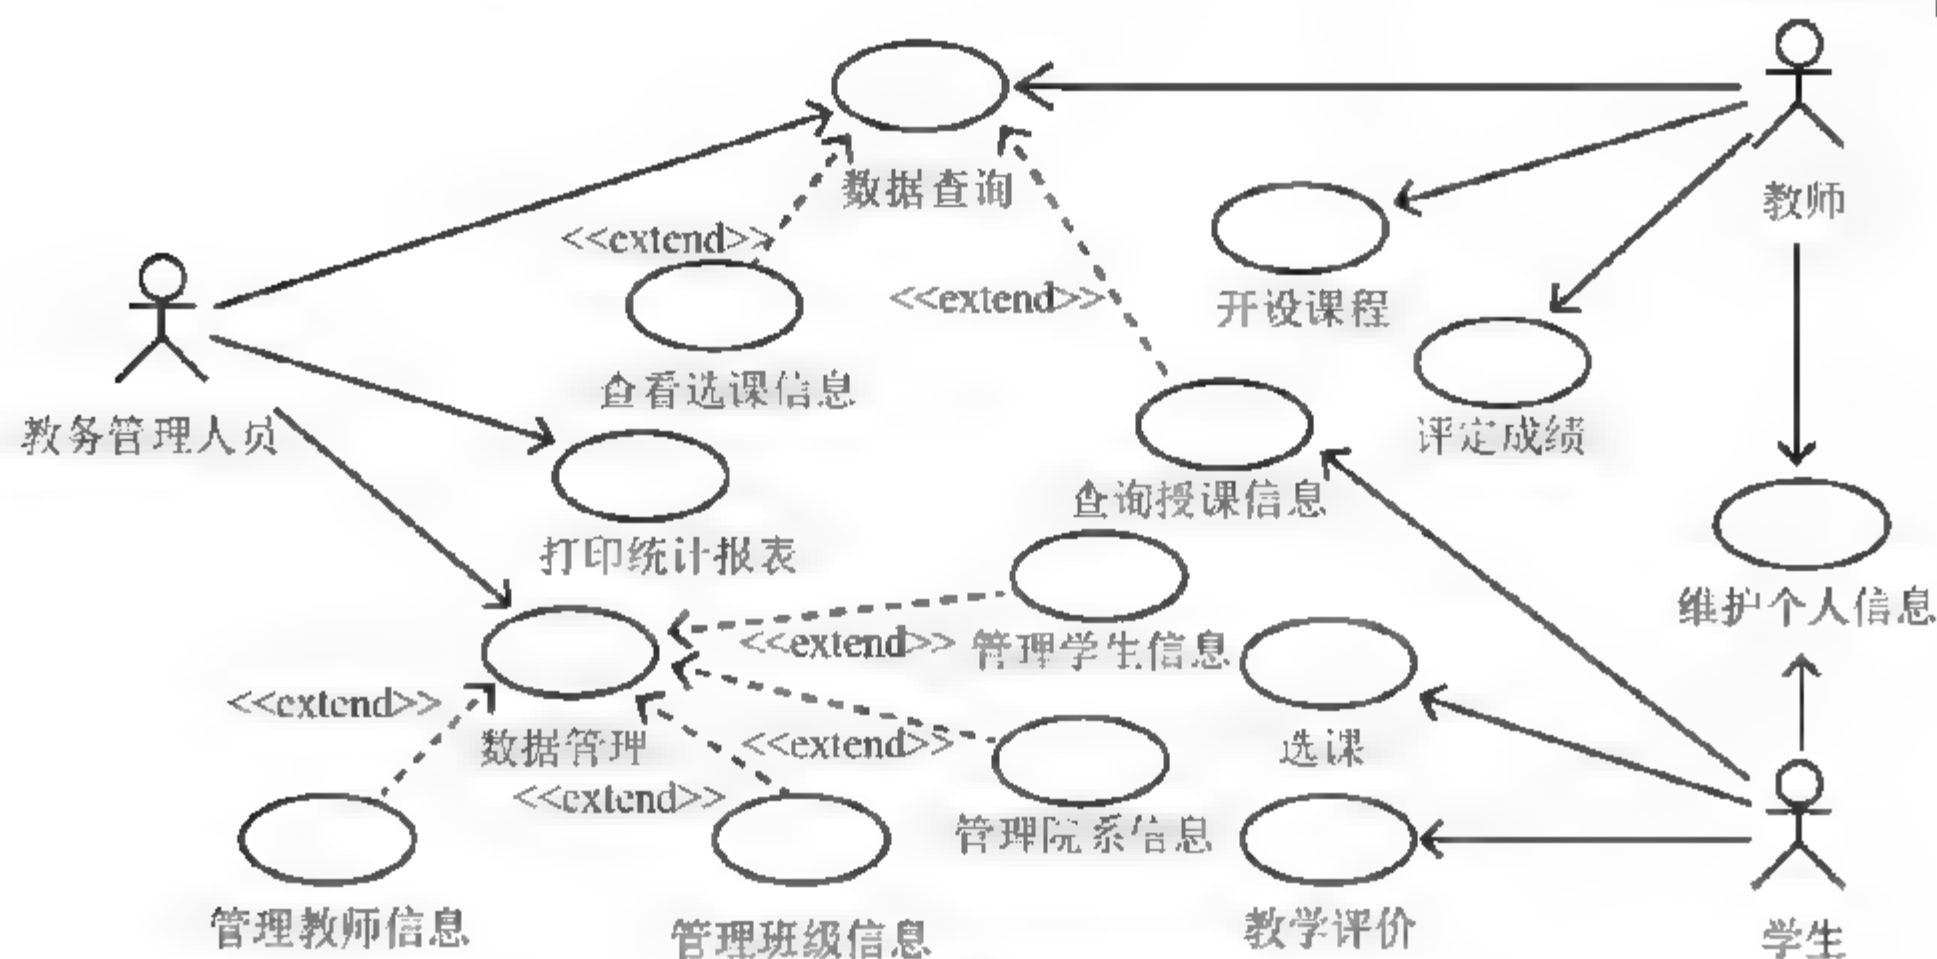 数据查询
教师
<<extend>>
<<extend>>
开设课程
查看选课信息
教务管理人员
评定成绩
查询授课信息
打印统计报表
维护个人信息
<<extend>>
管理学生信息
<<extend>>
数据管理
<<extend>>
选课
<<extend>>
管理院系信息
管理教师信息
管理班级信息
教学评价
学生